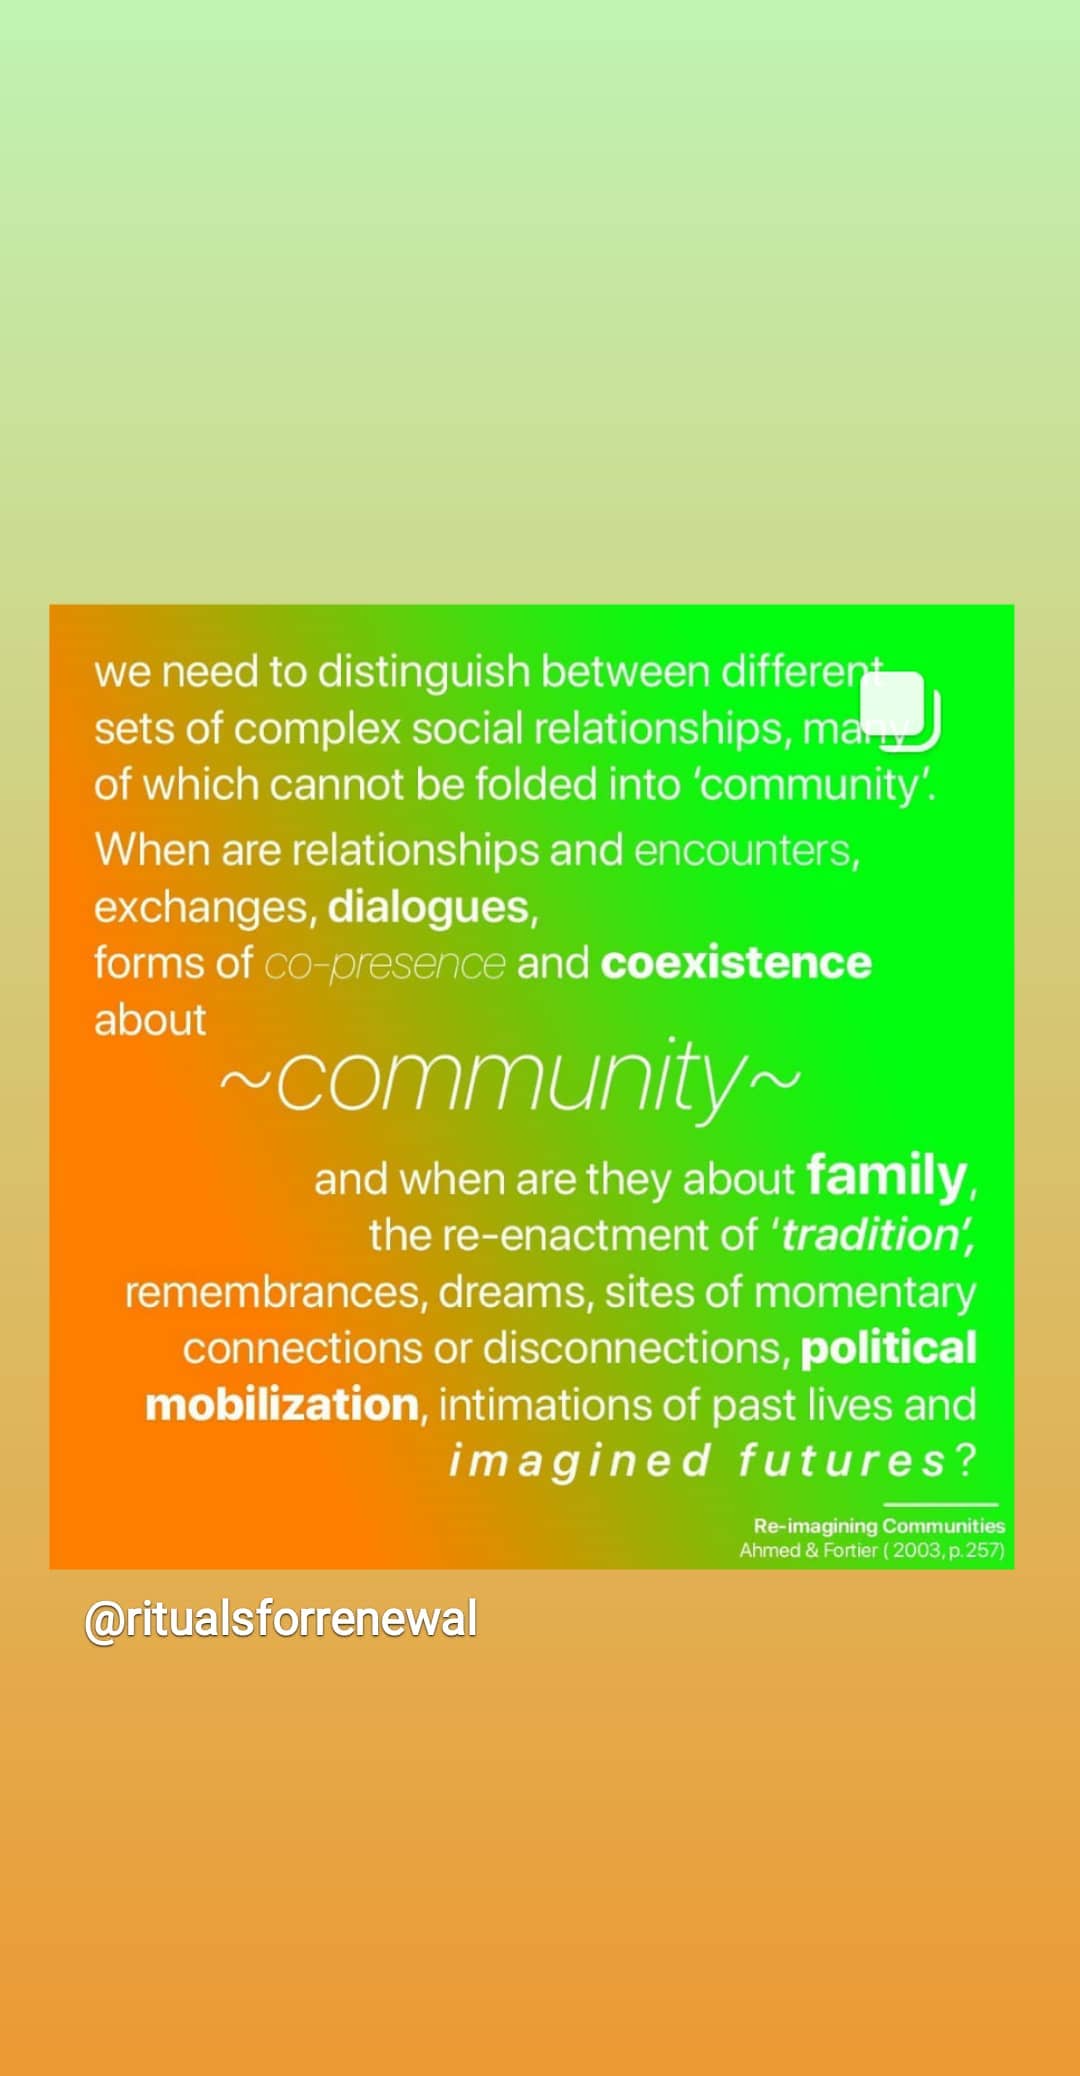 we need to distinguish between different
sets of complex social relationships, many
of which cannot be folded into ‘community’.
When are relationships and encounters,
exchanges, dialogues,
forms of co-presence and coexistence
about
~community~
and when are they about family,
the re-enactment of ‘tradition’,
remembrances, dreams, sites of momentary
connections or disconnections, political
mobilization, intimations of past lives and
imagined futures?
Re-imagining Communities
Ahmed & Fortier ( 2003, p.257)
@ritualsforrenewal